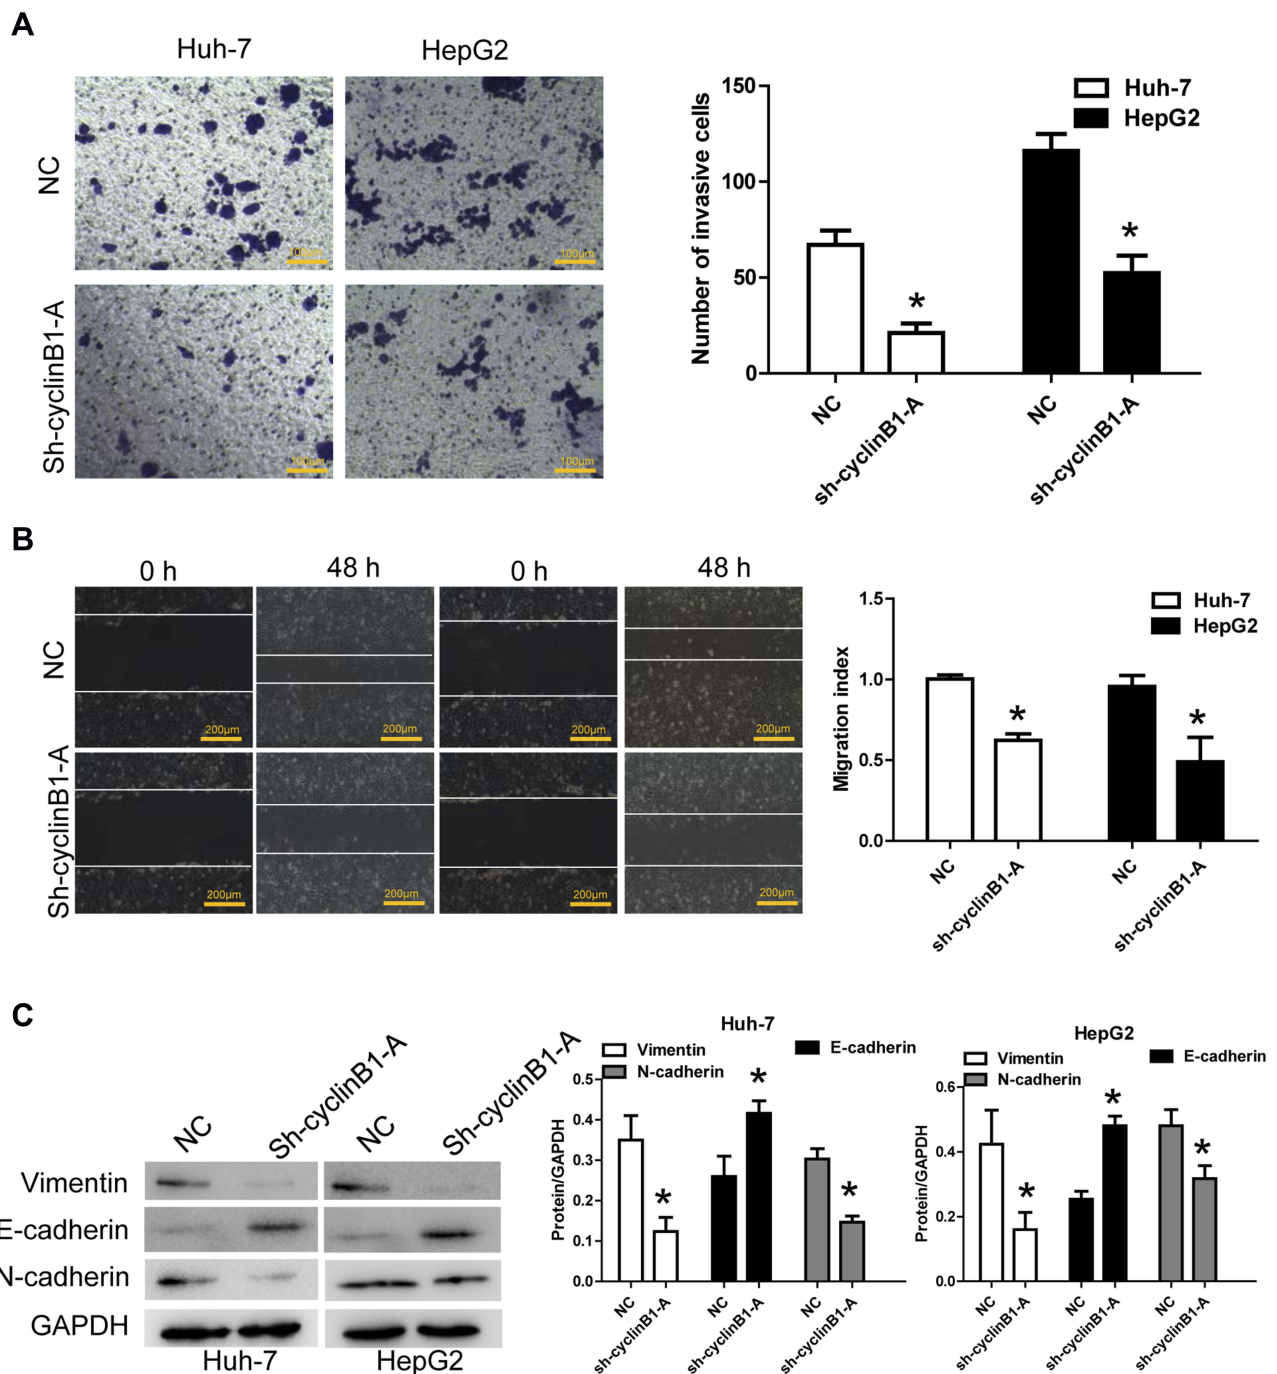 A
Huh-7
HepG2
NC
Sh-cyclinB1-A
100µm
100µm
100µm
100µm
Number of invasive cells
150
100
50
0
Huh-7
HepG2
*
*
NC
sh-cyclinB1-A
NC
sh-cyclinB1-A
B
0 h
48 h
0 h
48 h
NC
Sh-cyclinB1-A
200µm
200µm
200µm
200µm
200µm
200µm
200µm
200µm
Migration index
1.5
1.0
0.5
0.0
Huh-7
HepG2
*
*
NC
sh-cyclinB1-A
NC
sh-cyclinB1-A
C
NC
Sh-cyclinB1-A
NC
Sh-cyclinB1-A
Vimentin
E-cadherin
N-cadherin
GAPDH
Huh-7
HepG2
Huh-7
Vimentin
N-cadherin
E-cadherin
Protein/GAPDH
0.5
0.4
0.3
0.2
0.1
0.0
*
*
*
NC
sh-cyclinB1-A
NC
sh-cyclinB1-A
NC
sh-cyclinB1-A
HepG2
Vimentin
N-cadherin
E-cadherin
Protein/GAPDH
0.6
0.4
0.2
0.0
*
*
*
NC
sh-cyclinB1-A
NC
sh-cyclinB1-A
NC
sh-cyclinB1-A